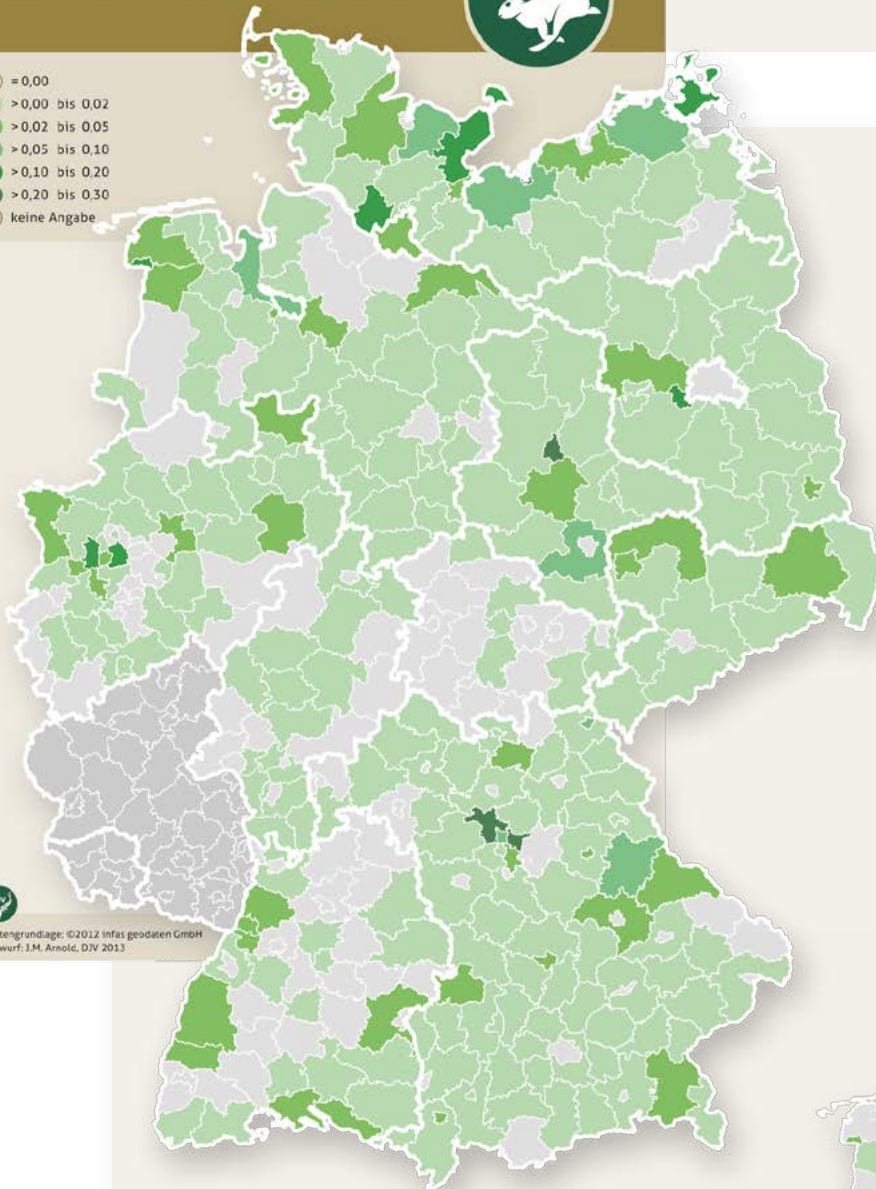 = 0,00
>0,00 bis 0,02
>0,02 bis 0,05
>0,05 bis 0,10
>0,10 bis 0,20
>0,20 bis 0,30
keine Angabe
tengrundlage: ©2012 infas geodaten GmbH
wurf: J.M. Arnold, DJV 2013